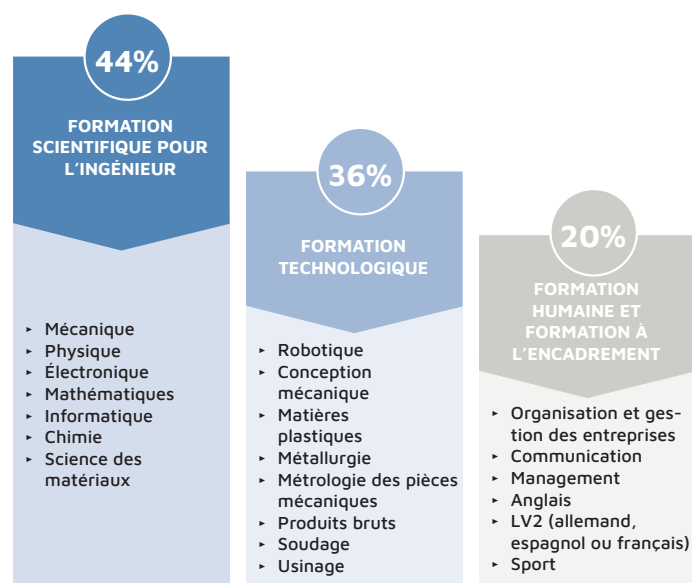 44%
FORMATION
SCIENTIFIQUE POUR
L'INGÉNIEUR
‣ Mécanique
‣ Physique
‣ Électronique
‣ Mathématiques
‣ Informatique
‣ Chimie
‣ Science des
matériaux
36%
FORMATION
TECHNOLOGIQUE
‣ Robotique
‣ Conception
mécanique
‣ Matières
plastiques
‣ Métallurgie
‣ Métrologie des pièces
mécaniques
‣ Produits bruts
‣ Soudage
‣ Usinage
20%
FORMATION
HUMAINE ET
FORMATION À
L'ENCADREMENT
‣ Organisation et ges-
tion des entreprises
‣ Communication
‣ Management
‣ Anglais
‣ LV2 (allemand,
espagnol ou français)
‣ Sport